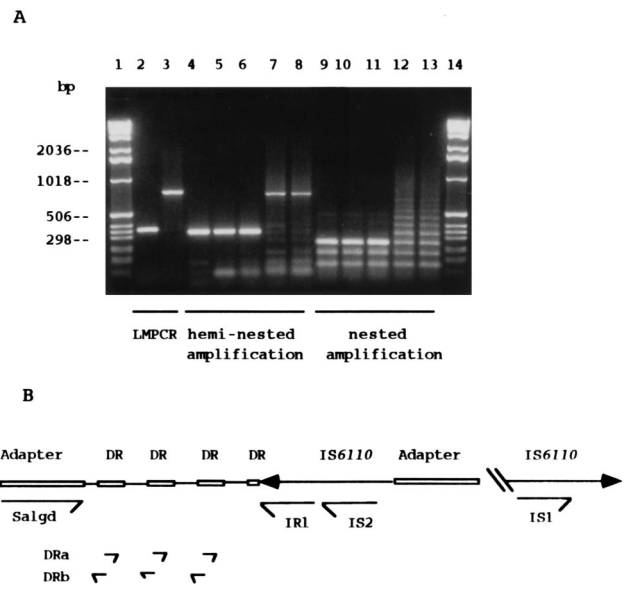 A
1 2 3 4 5 6 7 8 9 10 11 12 13 14
bp
2036--
1018--
506--
298--
LMPCR hemi-nested nested
amplification amplification
B
Adapter DR DR DR DR IS6110 Adapter IS6110
Salgd IR1 IS2 IS1
DRa
DRb